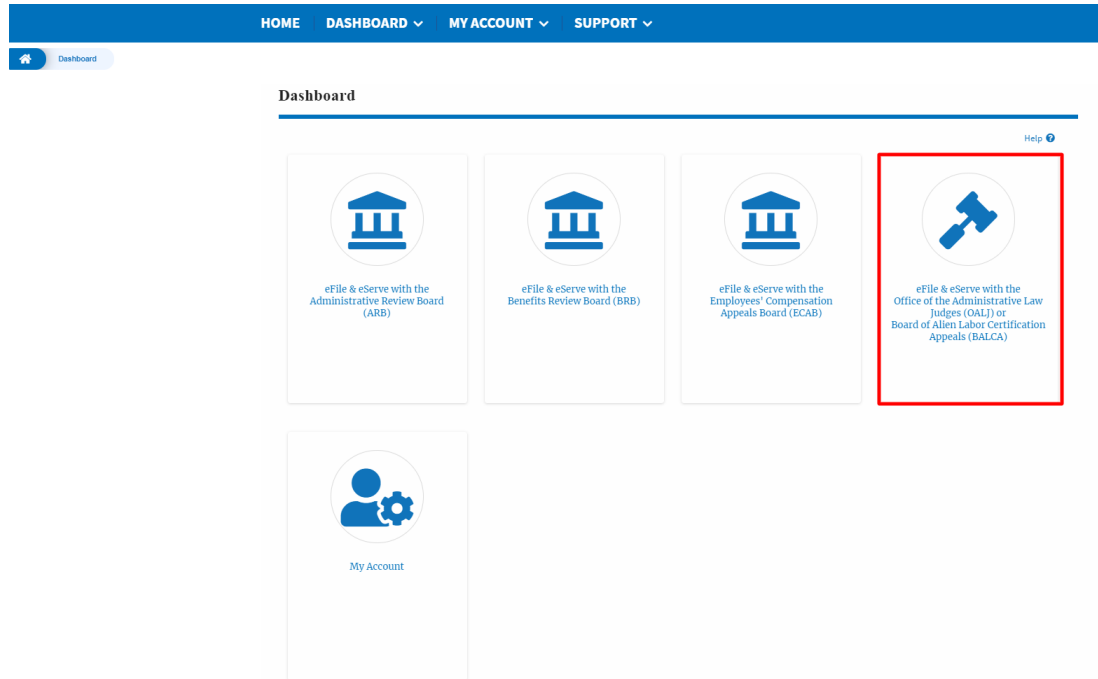 HOME DASHBOARD MY ACCOUNT SUPPORT
Dashboard
Dashboard
Help
eFile & eServe with the
Administrative Review Board
(ARB)
eFile & eServe with the
Benefits Review Board (BRB)
eFile & eServe with the
Employees' Compensation
Appeals Board (ECAB)
eFile & eServe with the
Office of the Administrative Law
Judges (OALJ) or
Board of Alien Labor Certification
Appeals (BALCA)
My Account